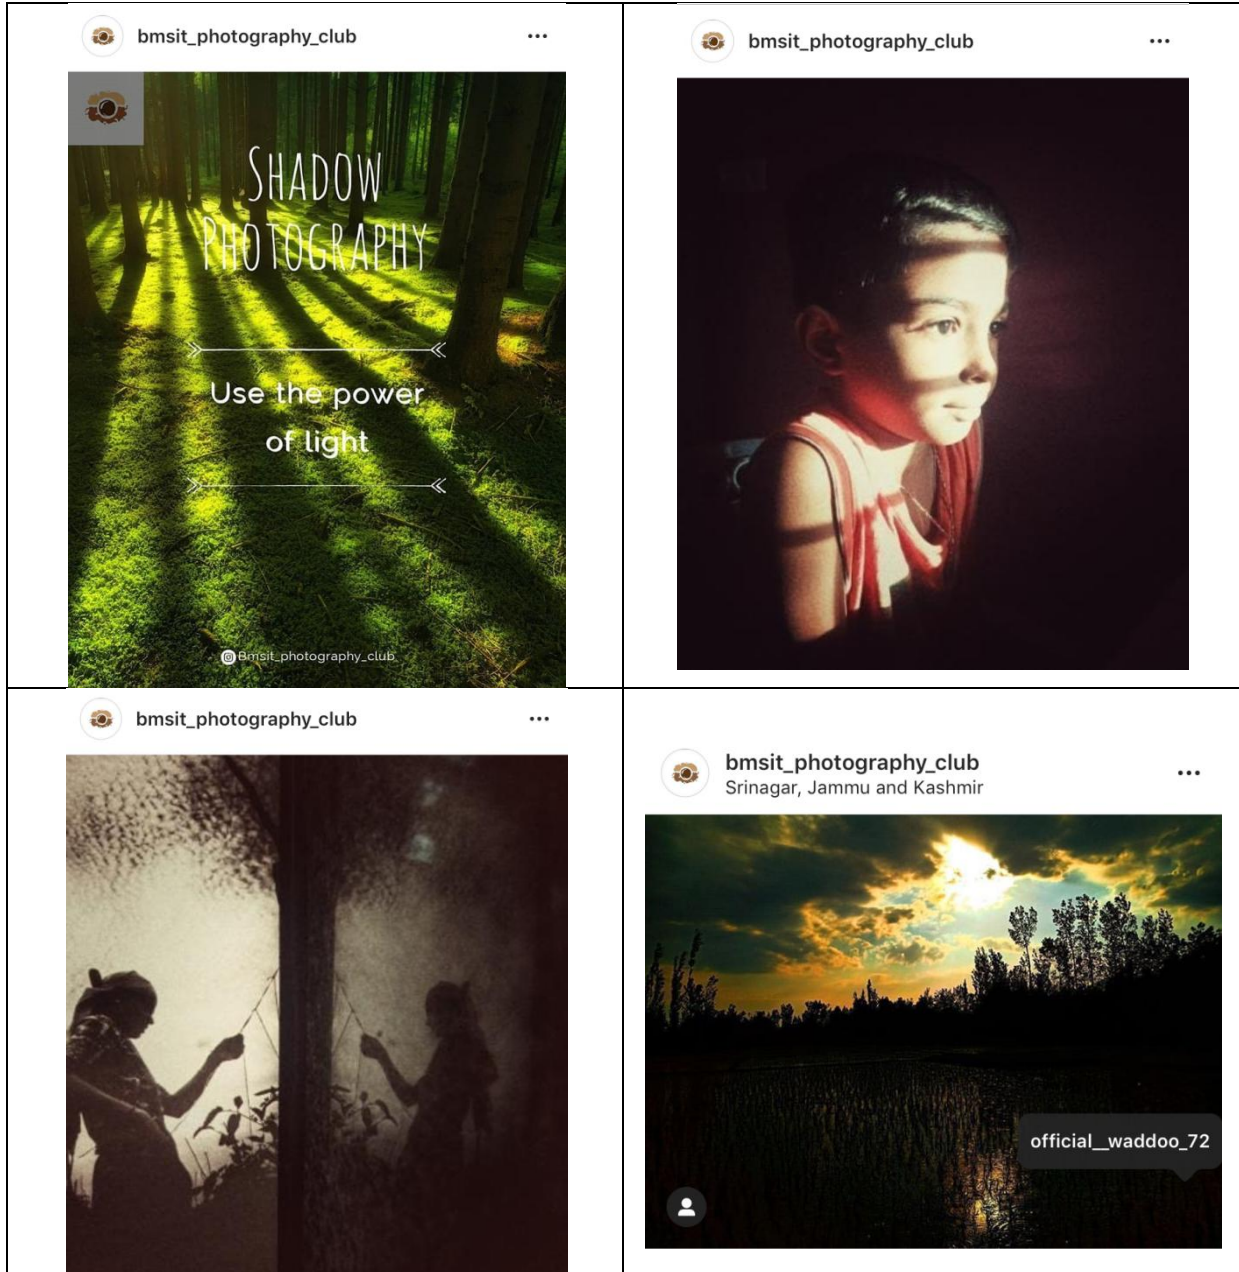 bmsit_photography_club
SHADOW
PHOTOGRAPHY
Use the power
of light
Bmsit_photography_club
bmsit_photography_club
bmsit_photography_club
bmsit_photography_club
Srinagar, Jammu and Kashmir
official__waddoo_72